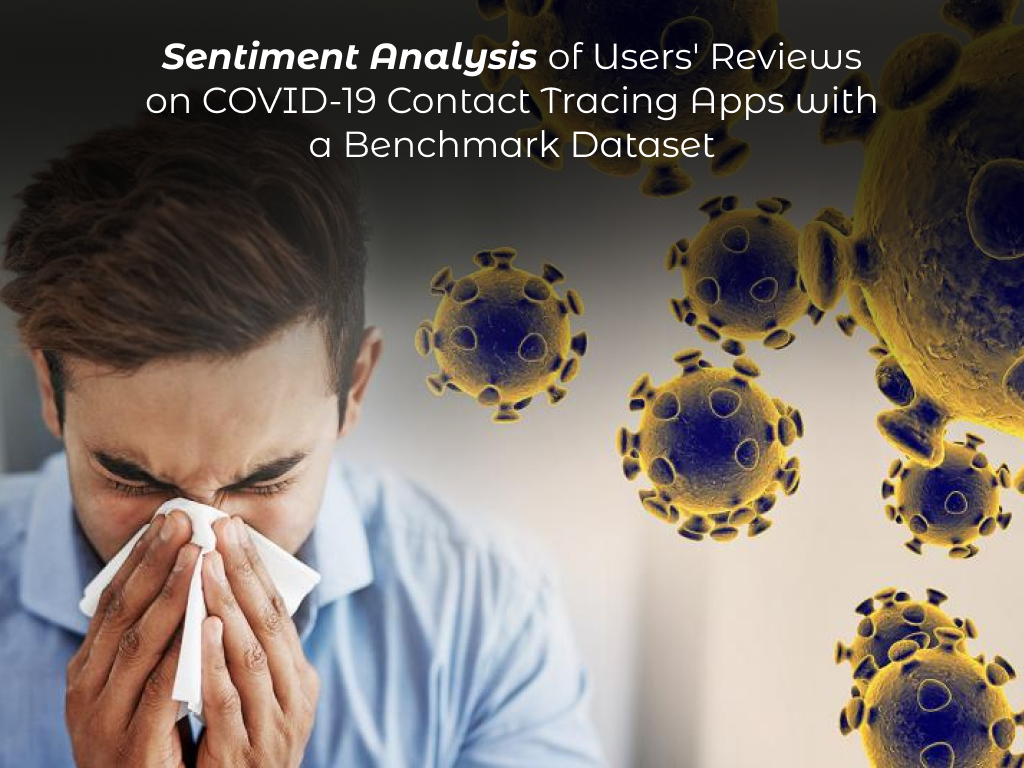 Sentiment Analysis of Users' Reviews
on COVID-19 Contact Tracing Apps with
a Benchmark Dataset